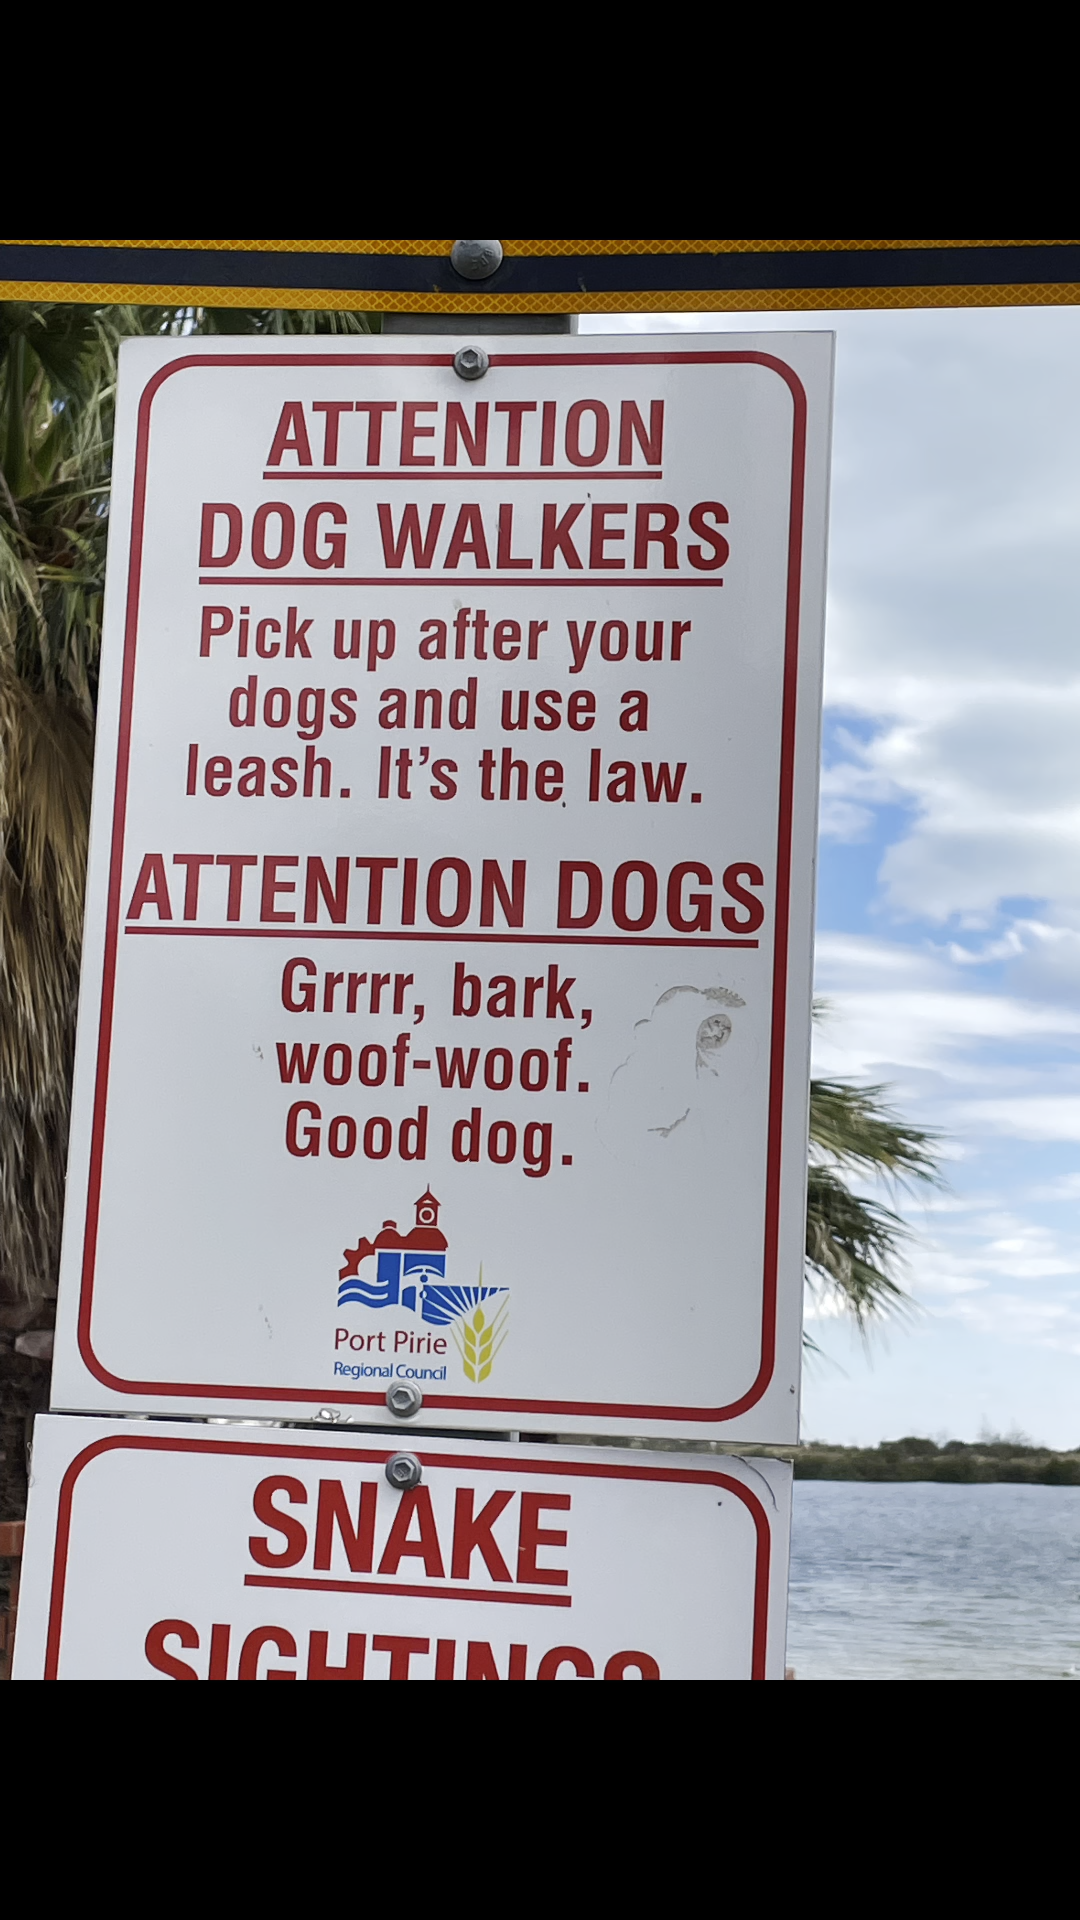 ATTENTION
DOG WALKERS
Pick up after your
dogs and use a
leash. It's the law.
ATTENTION DOGS
Grrrr, bark,
woof-woof.
Good dog.
Port Pirie
Regional Council
SNAKE
SIGHTINGS